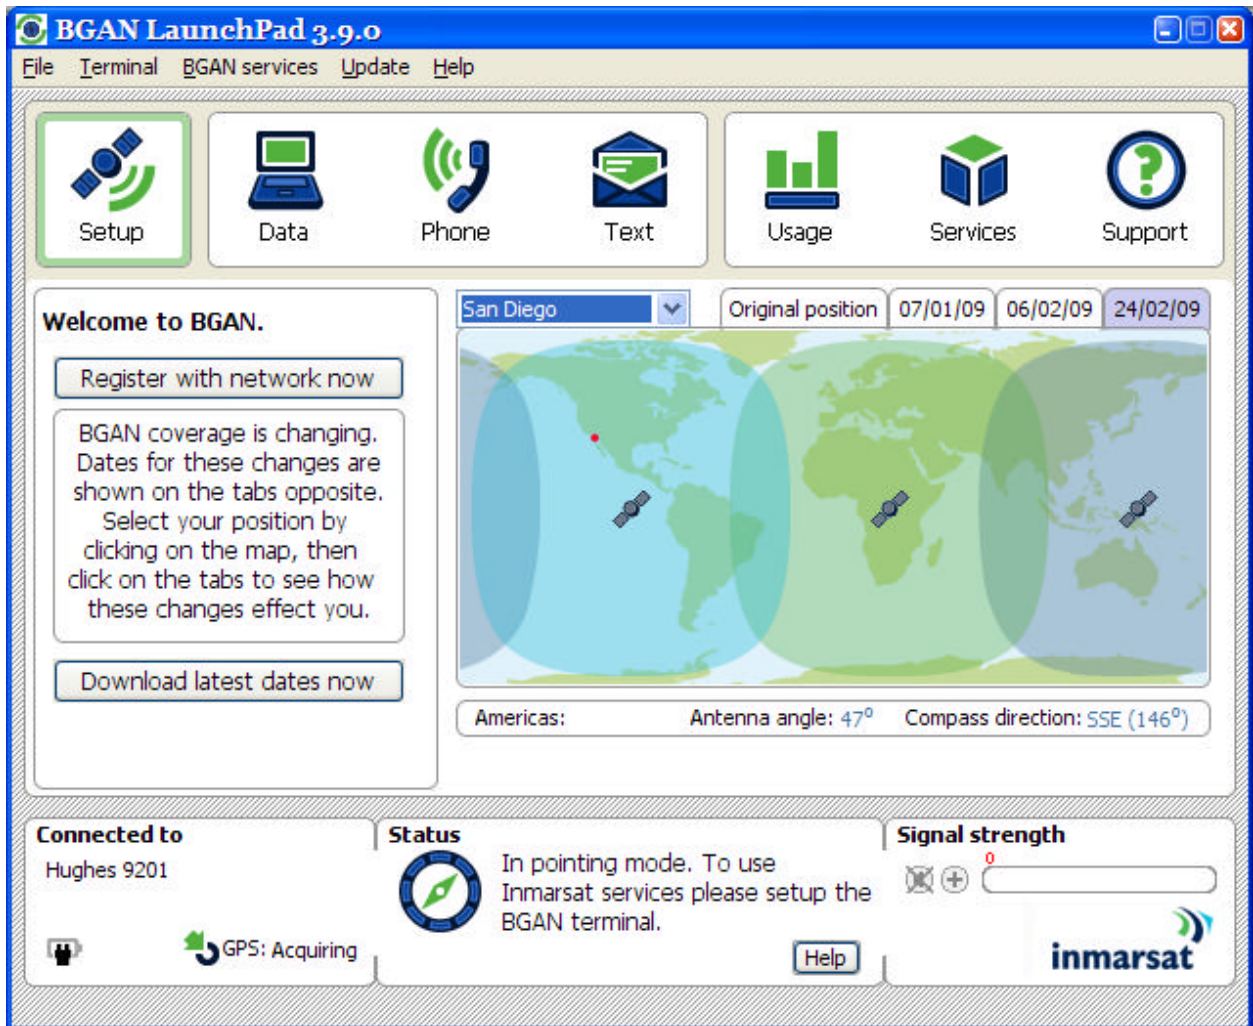 BGAN LaunchPad 3.9.0
File Terminal BGAN services Update Help
Setup Data Phone Text Usage Services Support
Welcome to BGAN.
Register with network now
BGAN coverage is changing.
Dates for these changes are
shown on the tabs opposite.
Select your position by
clicking on the map, then
click on the tabs to see how
these changes effect you.
Download latest dates now
San Diego
Original position 07/01/09 06/02/09 24/02/09
Americas: Antenna angle: 47° Compass direction: SSE (146°)
Connected to
Hughes 9201
GPS: Acquiring
Status
In pointing mode. To use
Inmarsat services please setup the
BGAN terminal.
Help
Signal strength
0
inmarsat